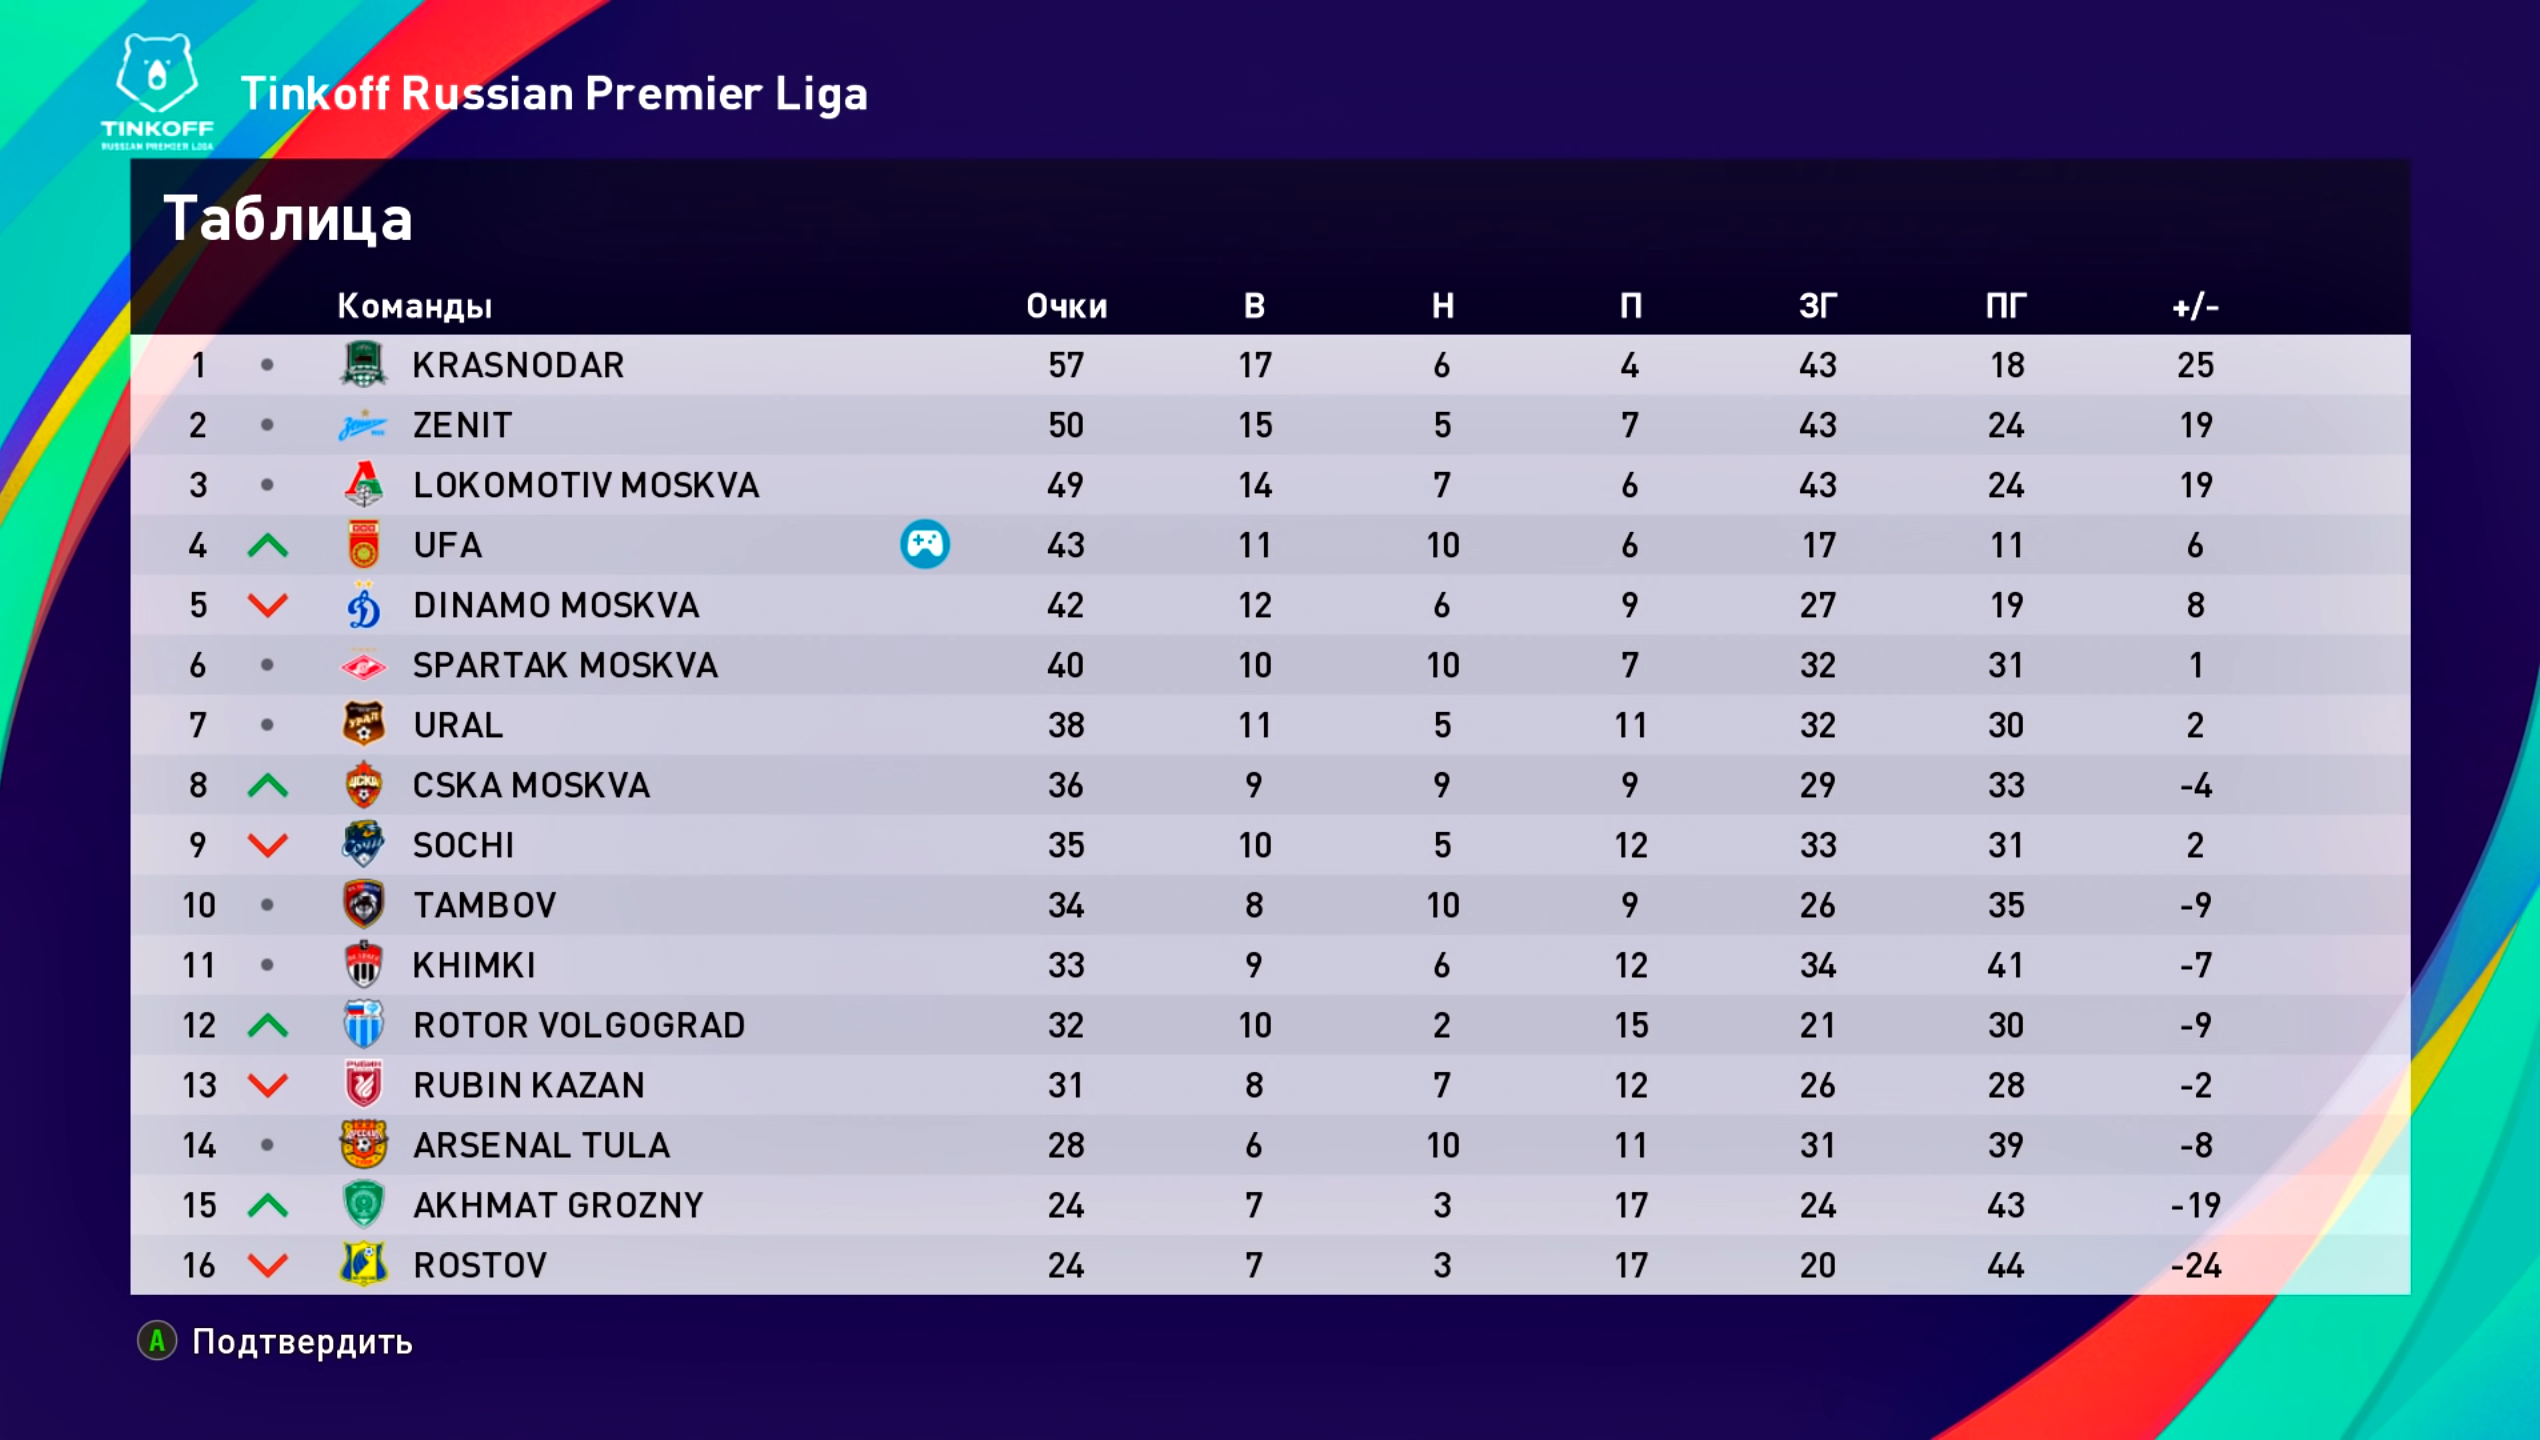 TINKOFF
RUSSIAN PREMIER LIGA
Tinkoff Russian Premier Liga
Таблица
Команды Очки В Н П ЗГ ПГ +/-
1 KRASNODAR 57 17 6 4 43 18 25
2 ZENIT 50 15 5 7 43 24 19
3 LOKOMOTIV MOSKVA 49 14 7 6 43 24 19
4 UFA 43 11 10 6 17 11 6
5 DINAMO MOSKVA 42 12 6 9 27 19 8
6 SPARTAK MOSKVA 40 10 10 7 32 31 1
7 УРАЛ URAL 38 11 5 11 32 30 2
8 ЦСКА CSKA MOSKVA 36 9 9 9 29 33 -4
9 Сочи SOCHI 35 10 5 12 33 31 2
10 TAMBOV 34 8 10 9 26 35 -9
11 KHIMKI 33 9 6 12 34 41 -7
12 ROTOR VOLGOGRAD 32 10 2 15 21 30 -9
13 РУБИН RUBIN KAZAN 31 8 7 12 26 28 -2
14 ARSENAL TULA 28 6 10 11 31 39 -8
15 AKHMAT GROZNY 24 7 3 17 24 43 -19
16 ROSTOV 24 7 3 17 20 44 -24
A Подтвердить